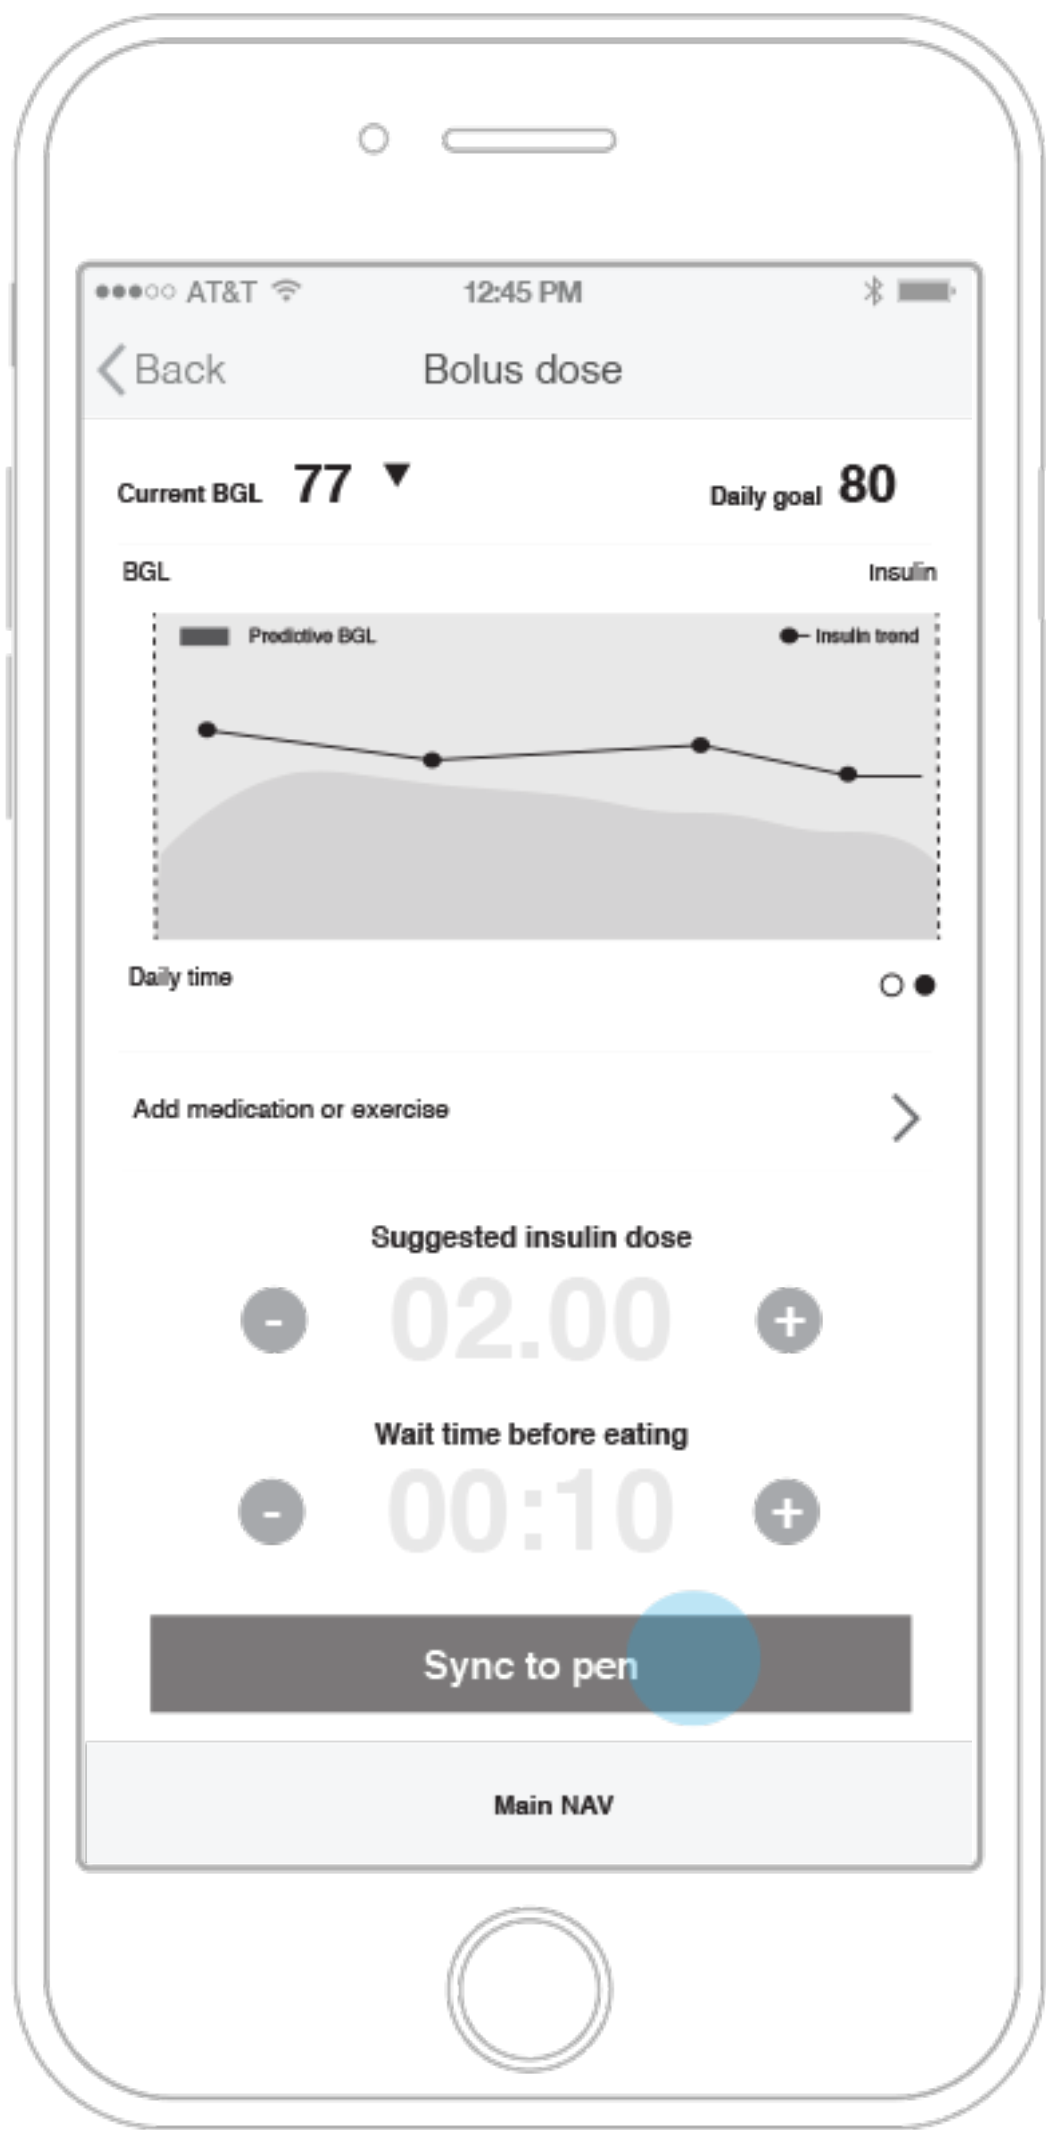 AT&T 12:45 PM
Back Bolus dose
Current BGL 77 Daily goal 80
BGL Insulin
Predictive BGL Insulin trend
Daily time
Add medication or exercise
Suggested insulin dose
- 02.00 +
Wait time before eating
- 00:10 +
Sync to pen
Main NAV